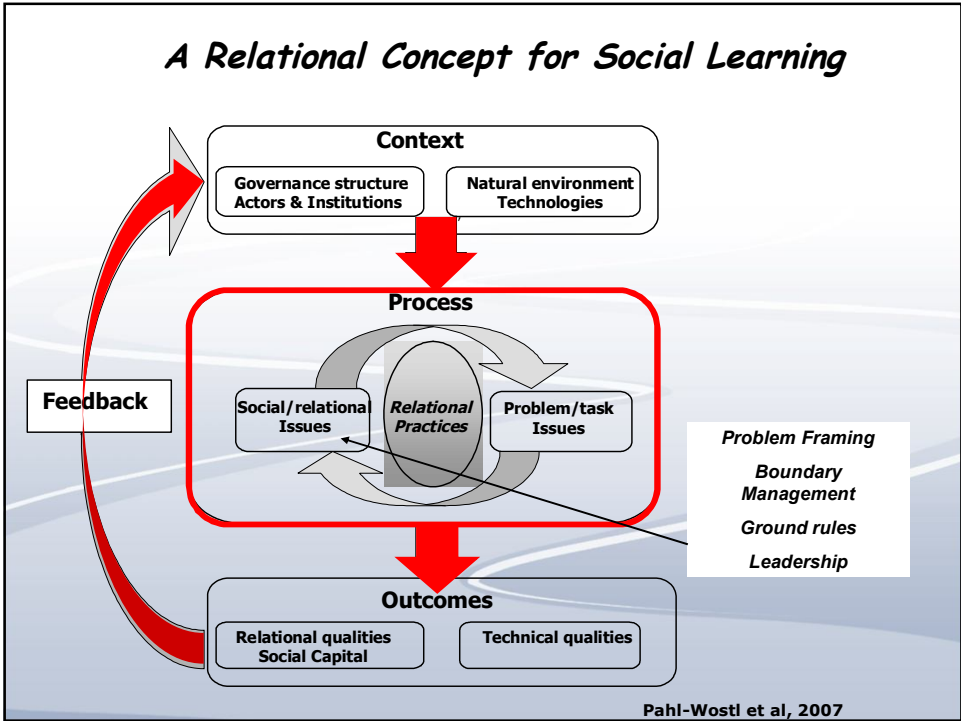 A Relational Concept for Social Learning
Context
Governance structure
Actors & Institutions
Natural environment
Technologies
Process
Social/relational
Issues
Relational
Practices
Problem/task
Issues
Feedback
Problem Framing
Boundary
Management
Ground rules
Leadership
Outcomes
Relational qualities
Social Capital
Technical qualities
Pahl-Wostl et al, 2007